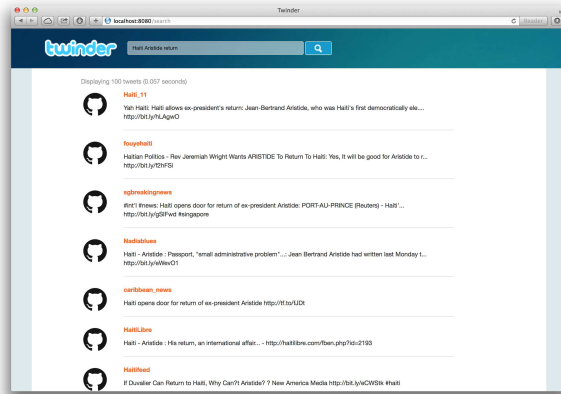 Twinder
localhost:8080/search
Reader
twinder
Haiti Aristide return
Displaying 100 tweets (0.057 seconds)
Haiti_11
Yah Haiti: Haiti allows ex-president's return: Jean-Bertrand Aristide, who was Haiti's first democratically ele....
http://bit.ly/hLAgwO
fouyehaiti
Haitian Politics - Rev Jeremiah Wright Wants ARISTIDE To Return To Haiti: Yes, It will be good for Aristide to r...
http://bit.ly/f2hFSi
sgbreakingnews
#Int'l #news: Haiti opens door for return of ex-president Aristide: PORT-AU-PRINCE (Reuters) - Haiti'...
http://bit.ly/gSlFwd #singapore
Nadiablues
Haiti - Aristide : Passport, "small administrative problem"...: Jean Bertrand Aristide had written last Monday t...
http://bit.ly/eWevO1
caribbean_news
Haiti opens door for return of ex-president Aristide http://tf.to/fJDt
HaitiLibre
Haiti - Aristide : His return, an international affair... - http://haitilibre.com/fben.php?id=2193
Haitifeed
If Duvalier Can Return to Haiti, Why Can?t Aristide? ? New America Media http://bit.ly/eCWStk #haiti